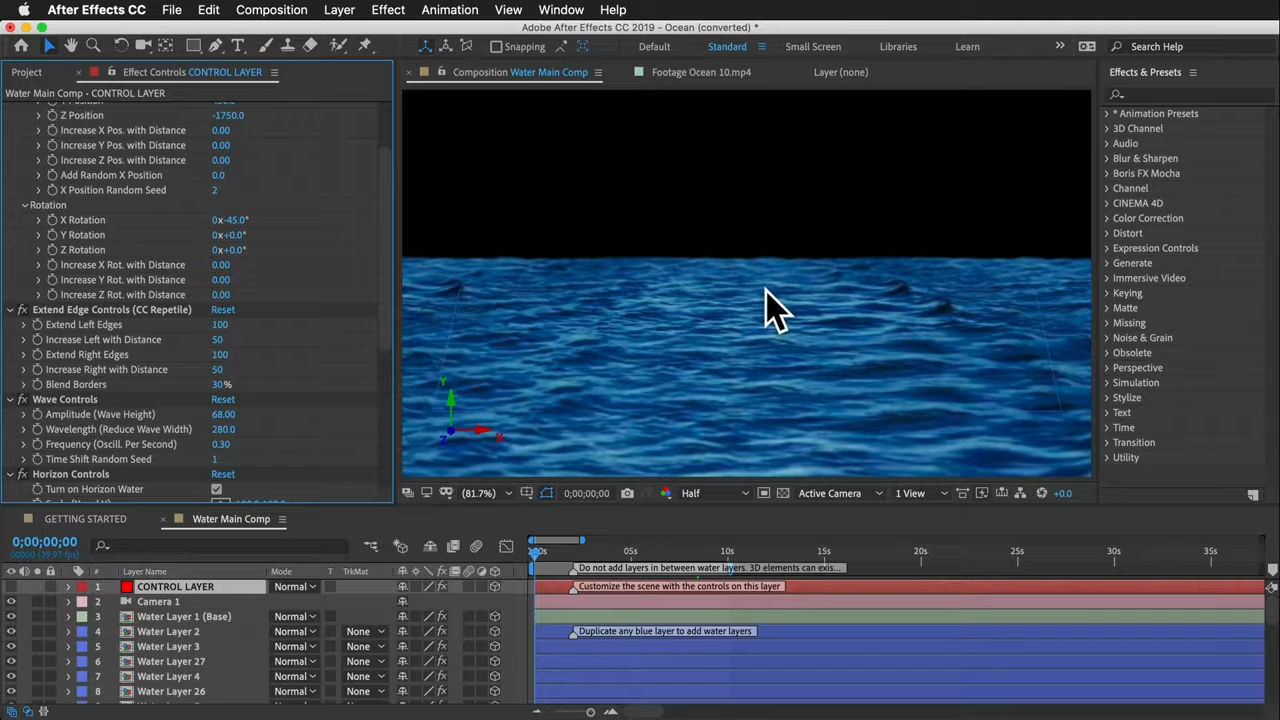 After Effects CC File Edit Composition Layer Effect Animation View Window Help
Adobe After Effects CC 2019 - Ocean (converted) *
Snapping Default Standard Small Screen Libraries Learn Search Help
Project Effect Controls CONTROL LAYER Composition Water Main Comp Footage Ocean 10.mp4 Layer (none) Effects & Presets
Water Main Comp • CONTROL LAYER
Z Position -1750.0
Increase X Pos. with Distance 0.00
Increase Y Pos. with Distance 0.00
Increase Z Pos. with Distance 0.00
Add Random X Position 0.0
X Position Random Seed 2
Rotation
X Rotation 0x-45.0°
Y Rotation 0x+0.0°
Z Rotation 0x+0.0°
Increase X Rot. with Distance 0.00
Increase Y Rot. with Distance 0.00
Increase Z Rot. with Distance 0.00
Extend Edge Controls (CC Repetile) Reset
Extend Left Edges 100
Increase Left with Distance 50
Extend Right Edges 100
Increase Right with Distance 50
Blend Borders 30%
Wave Controls Reset
Amplitude (Wave Height) 68.00
Wavelength (Reduce Wave Width) 280.0
Frequency (Oscill. Per Second) 0.30
Time Shift Random Seed 1
Horizon Controls Reset
Turn on Horizon Water
Y
Z X
(81.7%) 0;00;00;00 Half Active Camera 1 View +0.0
* Animation Presets
3D Channel
Audio
Blur & Sharpen
Boris FX Mocha
Channel
CINEMA 4D
Color Correction
Distort
Expression Controls
Generate
Immersive Video
Keying
Matte
Missing
Noise & Grain
Obsolete
Perspective
Simulation
Stylize
Text
Time
Transition
Utility
GETTING STARTED Water Main Comp
0;00;00;00
00000 (29.97 fps)
:00s 05s 10s 15s 20s 25s 30s 35s
# Layer Name Mode T TrkMat
Do not add layers in between water layers. 3D elements can exis...
1 CONTROL LAYER Normal Customize the scene with the controls on this layer
2 Camera 1
3 Water Layer 1 (Base) Normal
4 Water Layer 2 Normal None Duplicate any blue layer to add water layers
5 Water Layer 3 Normal None
6 Water Layer 27 Normal None
7 Water Layer 4 Normal None
8 Water Layer 26 Normal None